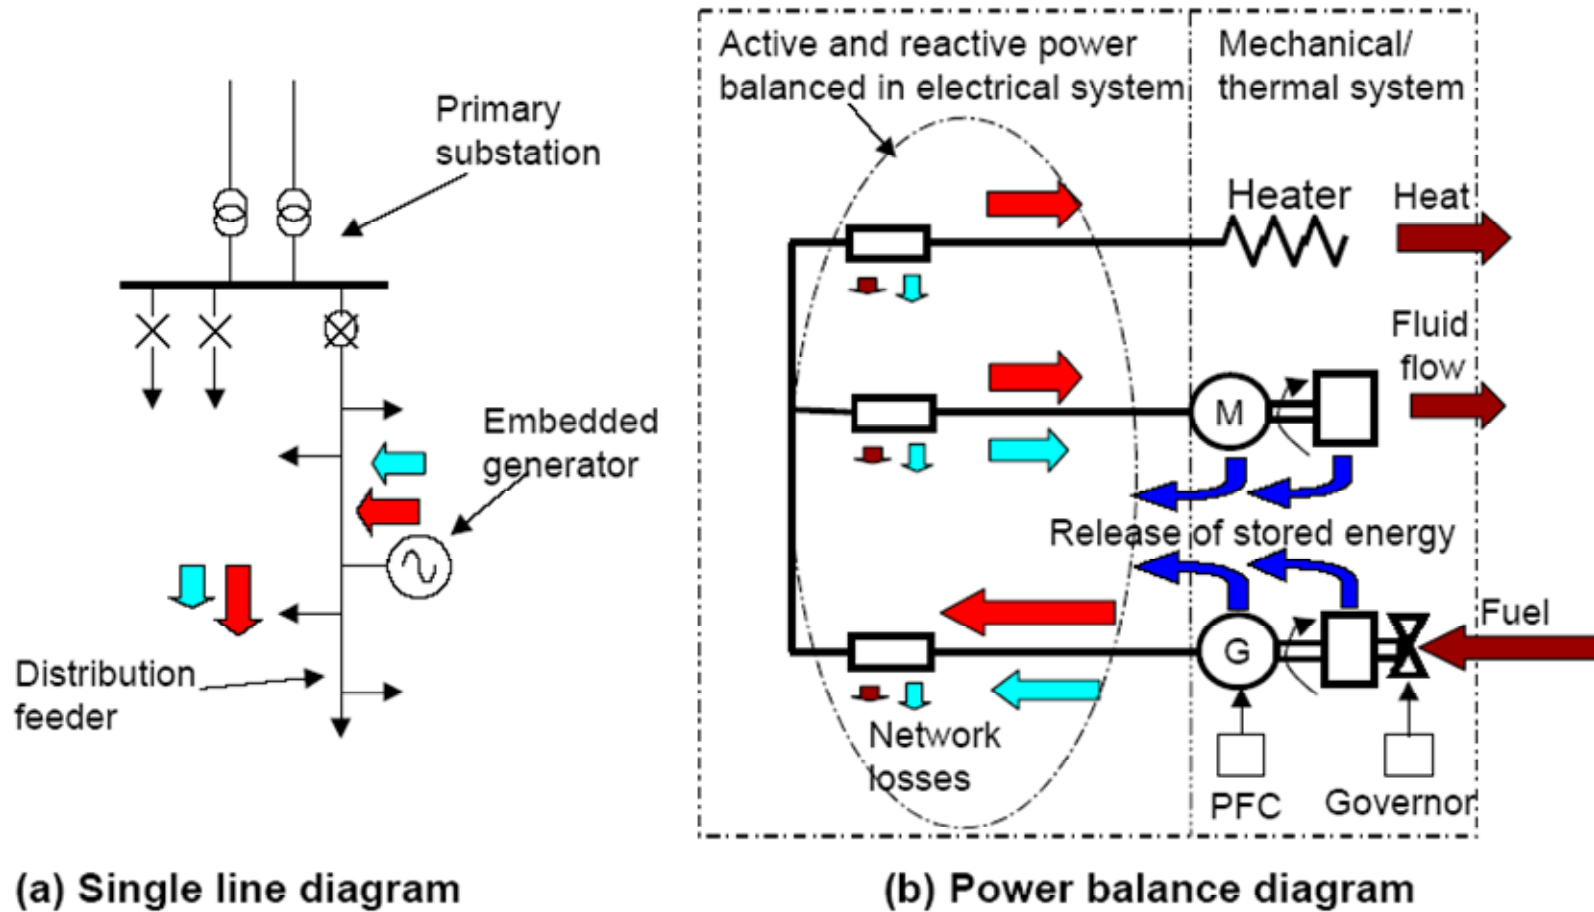 Primary
substation
Embedded
generator
Distribution
feeder
(a) Single line diagram
Active and reactive power
balanced in electrical system
Mechanical/
thermal system
Heater
Heat
Fluid
flow
M
Release of stored energy
G
Fuel
Network
losses
PFC
Governor
(b) Power balance diagram